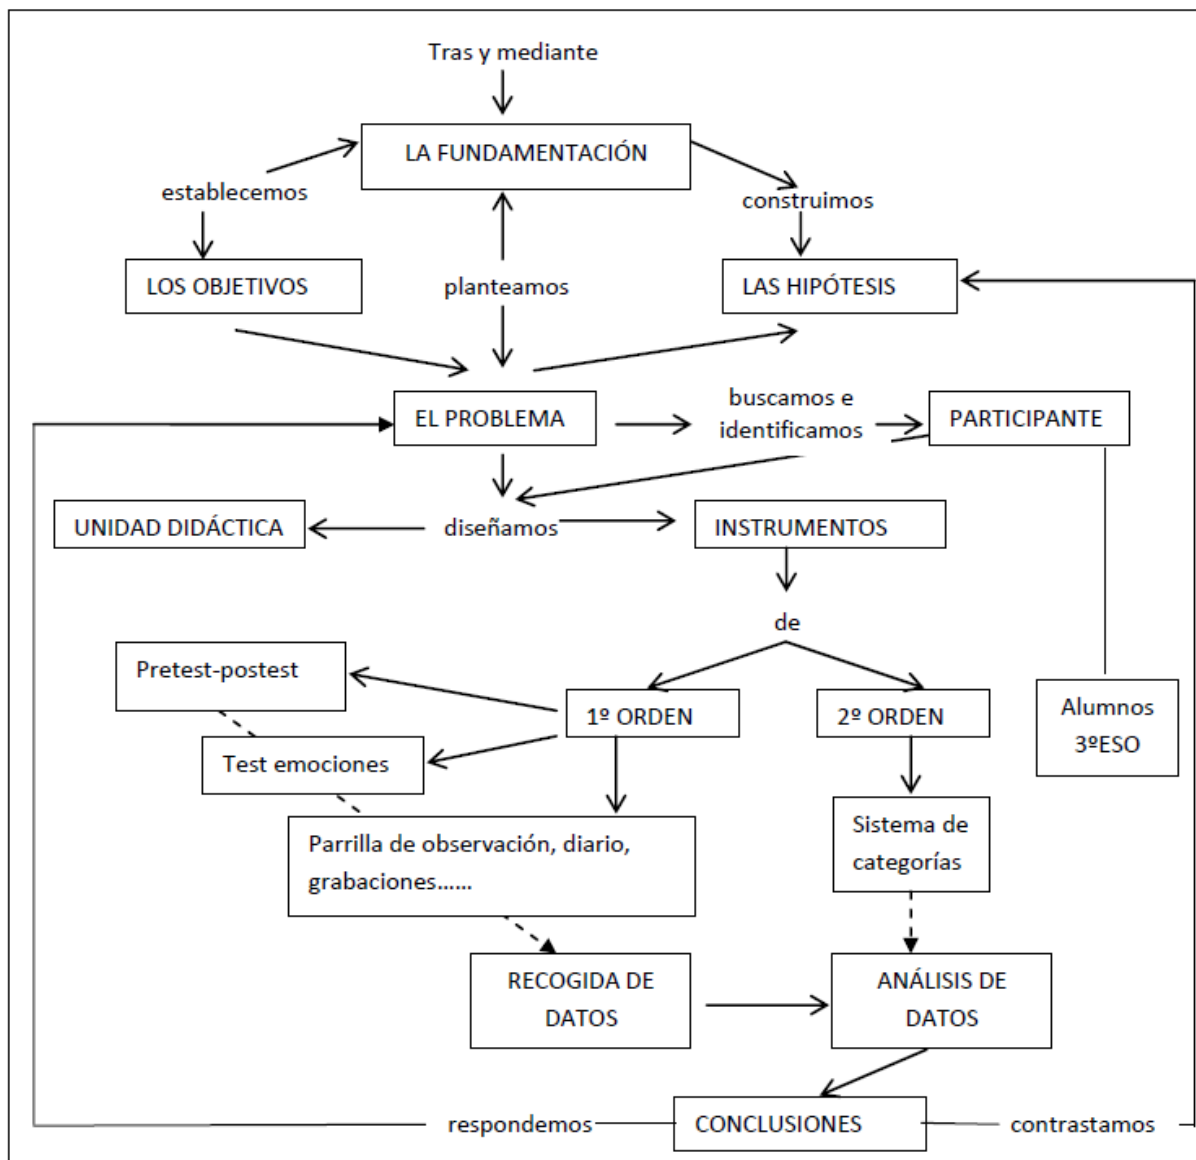 Tras y mediante
LA FUNDAMENTACIÓN
establecemos
construimos
LOS OBJETIVOS
planteamos
LAS HIPÓTESIS
EL PROBLEMA
buscamos e
identificamos
PARTICIPANTE
UNIDAD DIDÁCTICA
diseñamos
INSTRUMENTOS
de
Pretest-postest
1º ORDEN
2º ORDEN
Alumnos
3ºESO
Test emociones
Parrilla de observación, diario,
grabaciones……
Sistema de
categorías
RECOGIDA DE
DATOS
ANÁLISIS DE
DATOS
respondemos
CONCLUSIONES
contrastamos